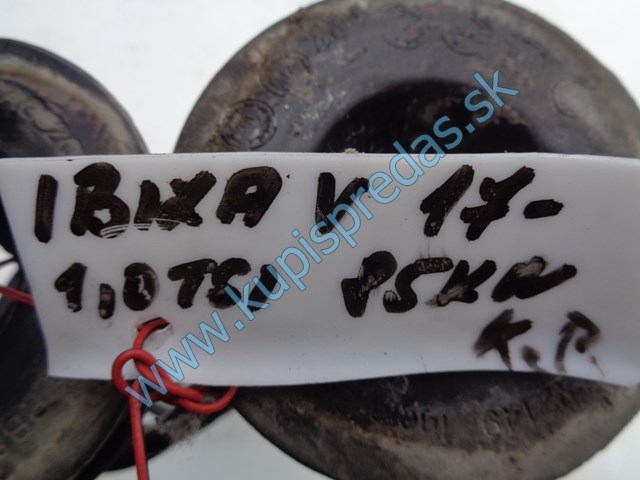 IBIZA V 17-
1,0 TSI 85KW
K.P.
www.kupispredas.sk